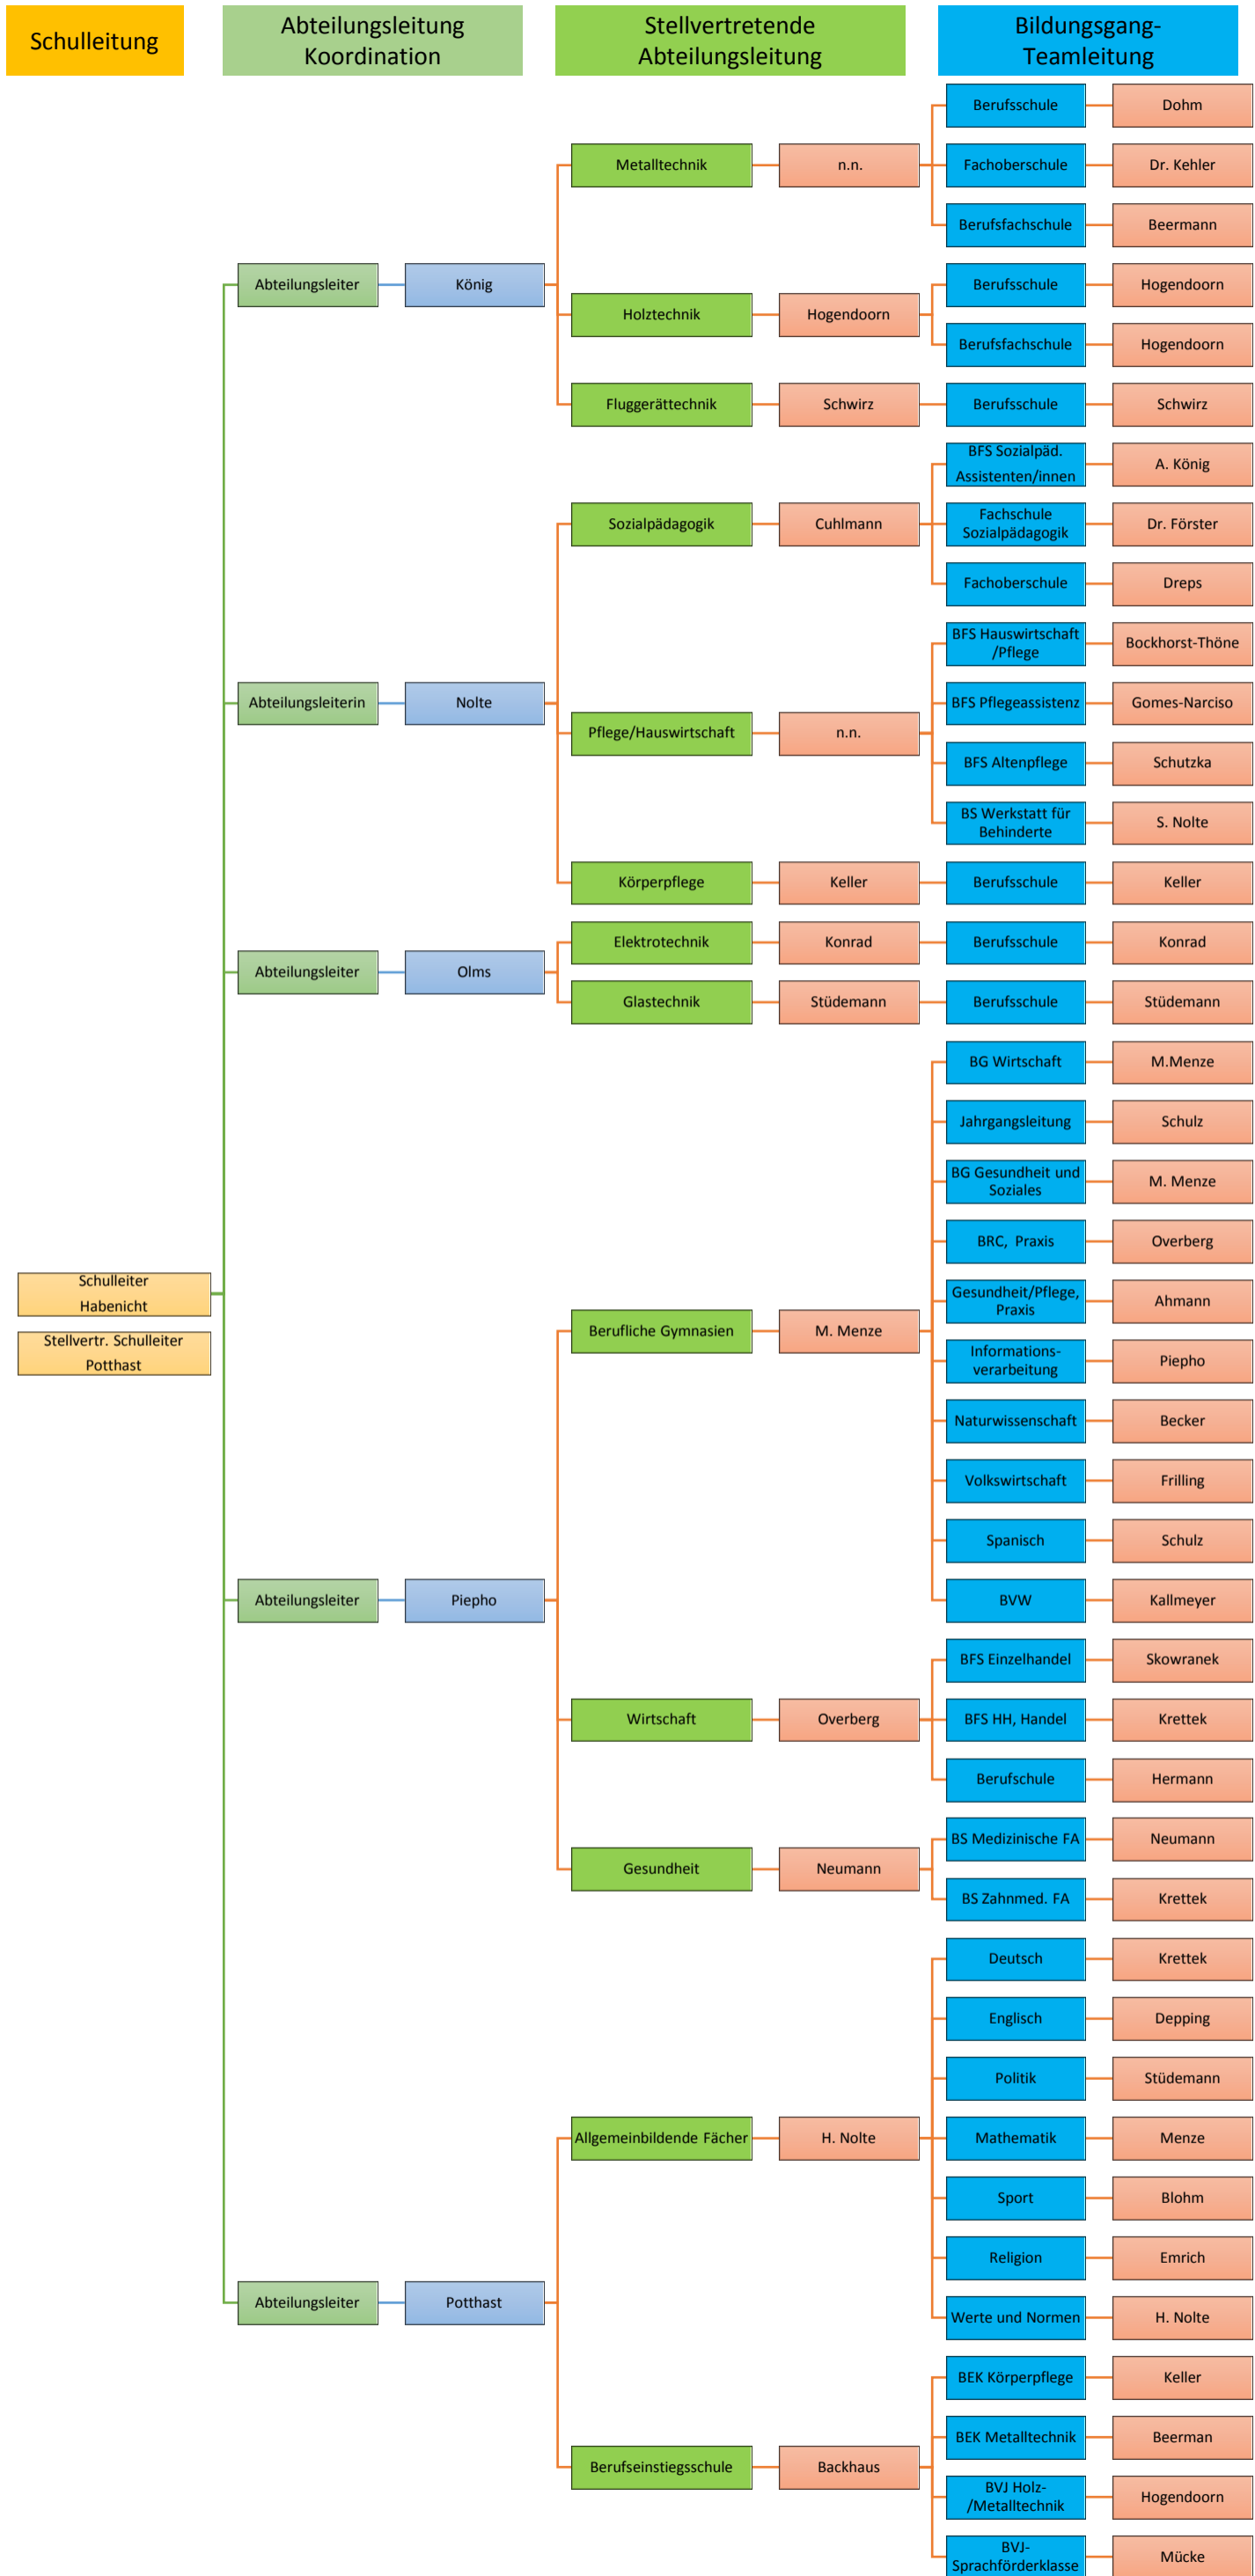 Schulleitung
Abteilungsleitung
Koordination
Stellvertretende
Abteilungsleitung
Bildungsgang-
Teamleitung
Schulleiter
Habenicht
Stellvertr. Schulleiter
Potthast
Abteilungsleiter
König
Metalltechnik
n.n.
Berufsschule
Dohm
Fachoberschule
Dr. Kehler
Berufsfachschule
Beermann
Holztechnik
Hogendoorn
Berufsschule
Hogendoorn
Berufsfachschule
Hogendoorn
Fluggerättechnik
Schwirz
Berufsschule
Schwirz
Abteilungsleiterin
Nolte
Sozialpädagogik
Cuhlmann
BFS Sozialpäd.
Assistenten/innen
A. König
Fachschule
Sozialpädagogik
Dr. Förster
Fachoberschule
Dreps
Pflege/Hauswirtschaft
n.n.
BFS Hauswirtschaft
/Pflege
Bockhorst-Thöne
BFS Pflegeassistenz
Gomes-Narciso
BFS Altenpflege
Schutzka
BS Werkstatt für
Behinderte
S. Nolte
Körperpflege
Keller
Berufsschule
Keller
Abteilungsleiter
Olms
Elektrotechnik
Konrad
Berufsschule
Konrad
Glastechnik
Stüdemann
Berufsschule
Stüdemann
Abteilungsleiter
Piepho
Berufliche Gymnasien
M. Menze
BG Wirtschaft
M.Menze
Jahrgangsleitung
Schulz
BG Gesundheit und
Soziales
M. Menze
BRC, Praxis
Overberg
Gesundheit/Pflege,
Praxis
Ahmann
Informations-
verarbeitung
Piepho
Naturwissenschaft
Becker
Volkswirtschaft
Frilling
Spanisch
Schulz
BVW
Kallmeyer
Wirtschaft
Overberg
BFS Einzelhandel
Skowranek
BFS HH, Handel
Krettek
Berufschule
Hermann
Gesundheit
Neumann
BS Medizinische FA
Neumann
BS Zahnmed. FA
Krettek
Abteilungsleiter
Potthast
Allgemeinbildende Fächer
H. Nolte
Deutsch
Krettek
Englisch
Depping
Politik
Stüdemann
Mathematik
Menze
Sport
Blohm
Religion
Emrich
Werte und Normen
H. Nolte
Berufseinstiegsschule
Backhaus
BEK Körperpflege
Keller
BEK Metalltechnik
Beerman
BVJ Holz-
/Metalltechnik
Hogendoorn
BVJ-
Sprachförderklasse
Mücke